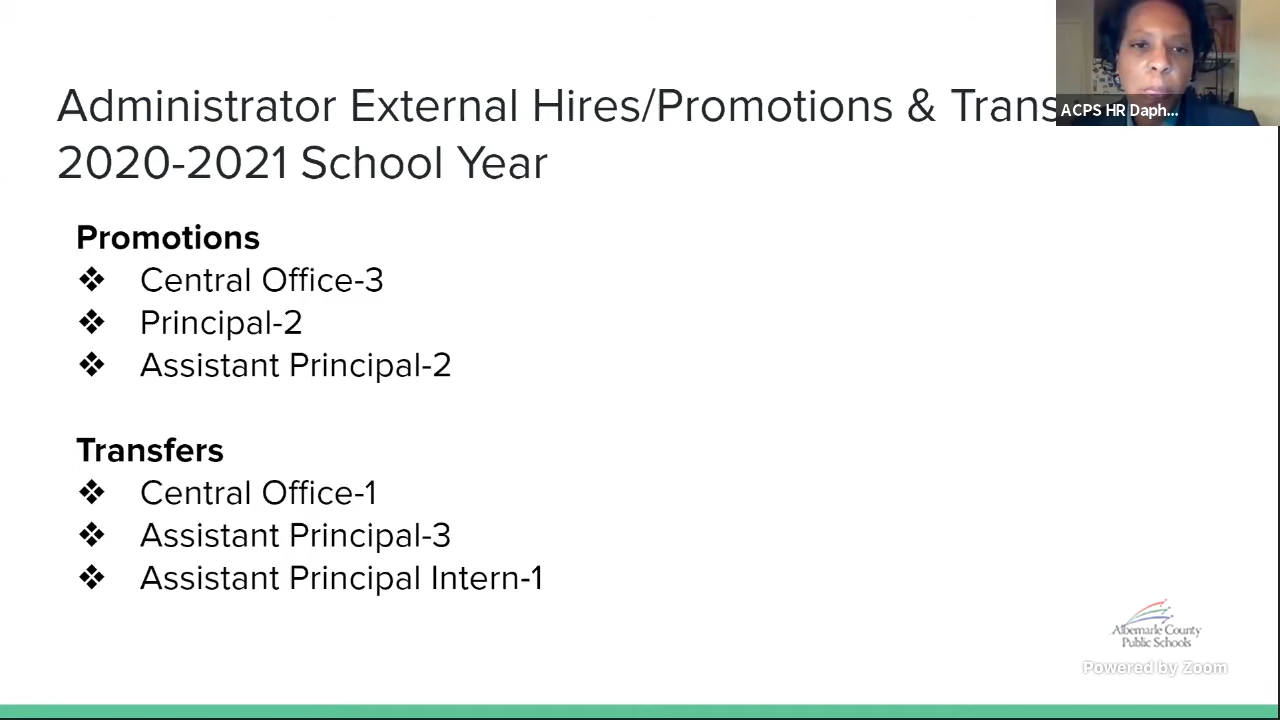 Administrator External Hires/Promotions & Trans
2020-2021 School Year
ACPS HR Daph...
Promotions
❖ Central Office-3
❖ Principal-2
❖ Assistant Principal-2
Transfers
❖ Central Office-1
❖ Assistant Principal-3
❖ Assistant Principal Intern-1
Albemarle County
Public Schools
Powered by Zoom